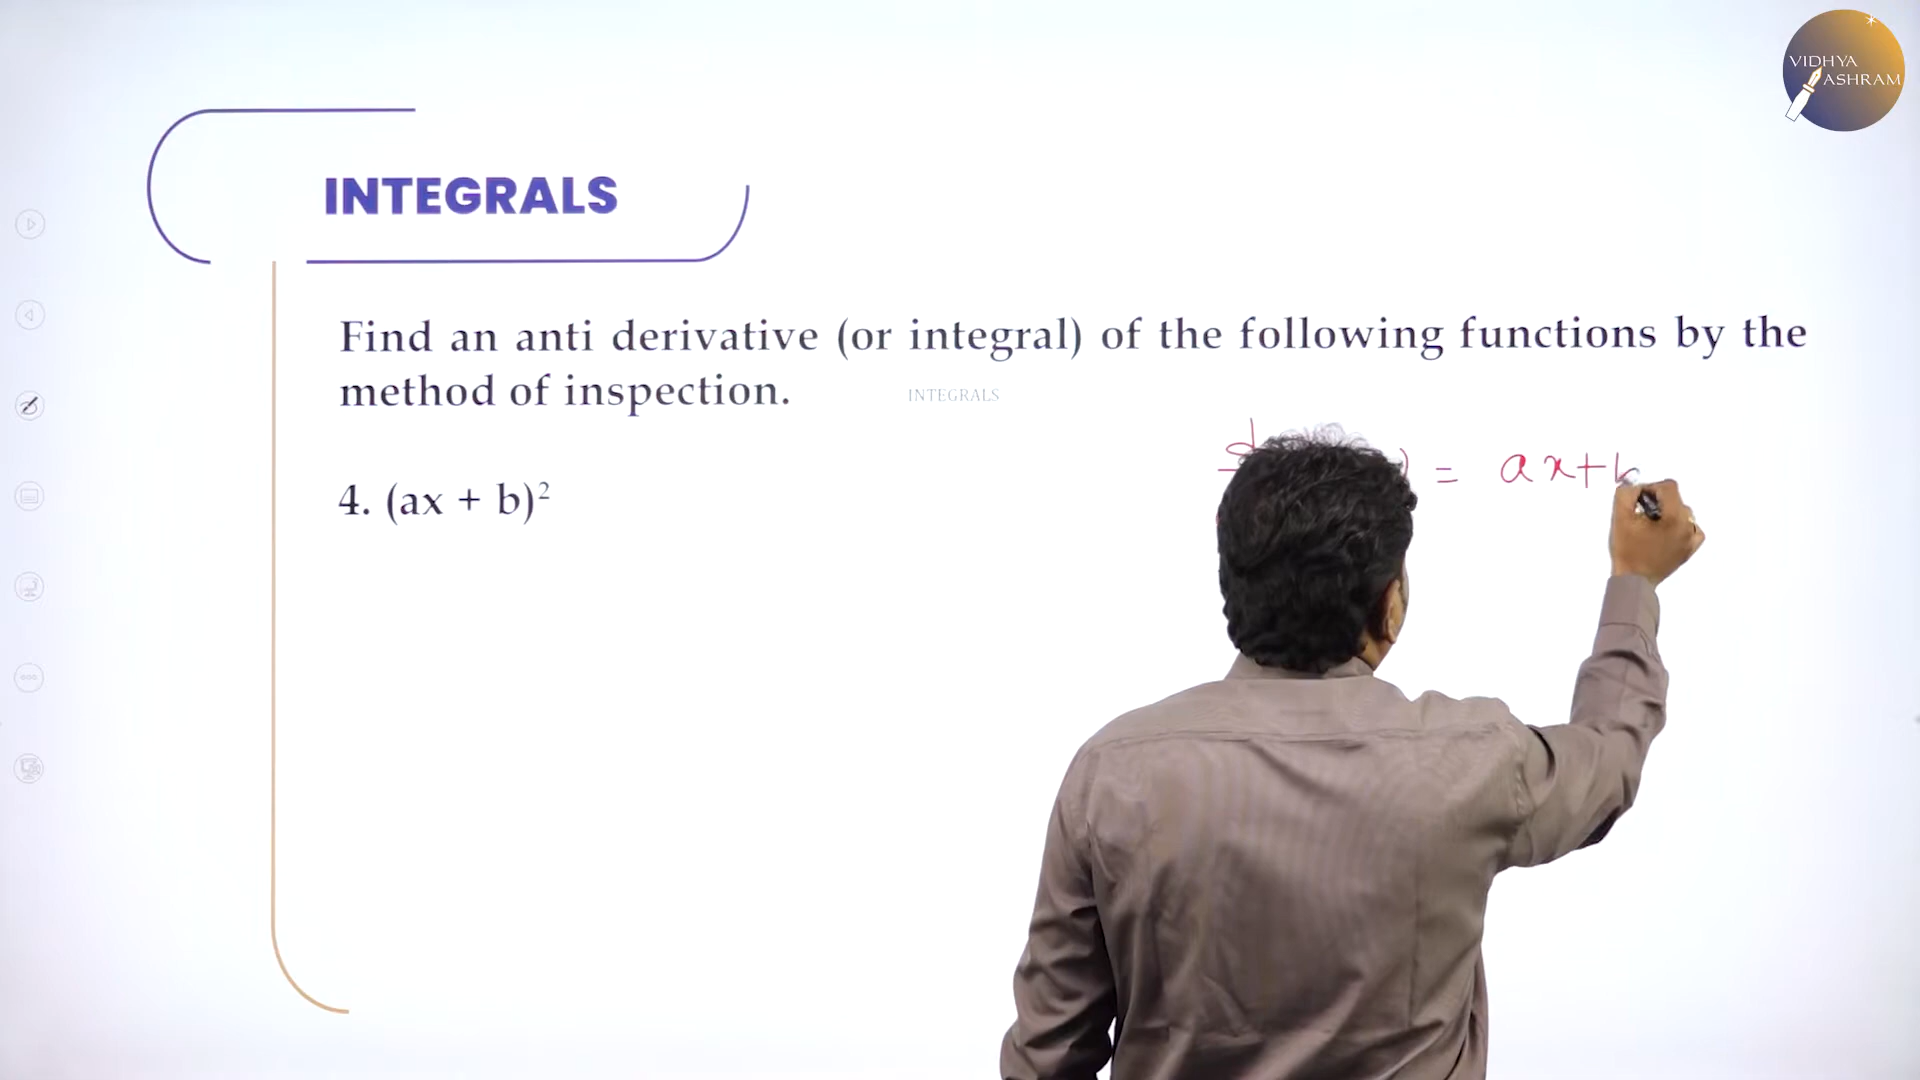 VIDHYA
ASHRAM
INTEGRALS
Find an anti derivative (or integral) of the following functions by the
method of inspection.
INTEGRALS
d
) = ax+b
4. (ax + b)²